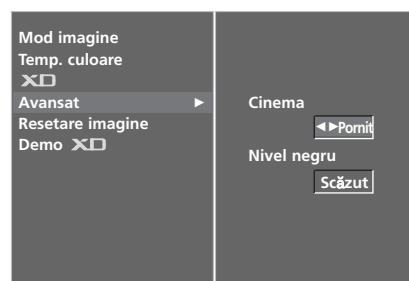 Mod imagine
Temp. culoare
XD
Avansat ►
Resetare imagine
Demo XD
Cinema
◄►Pornit
Nivel negru
Scăzut